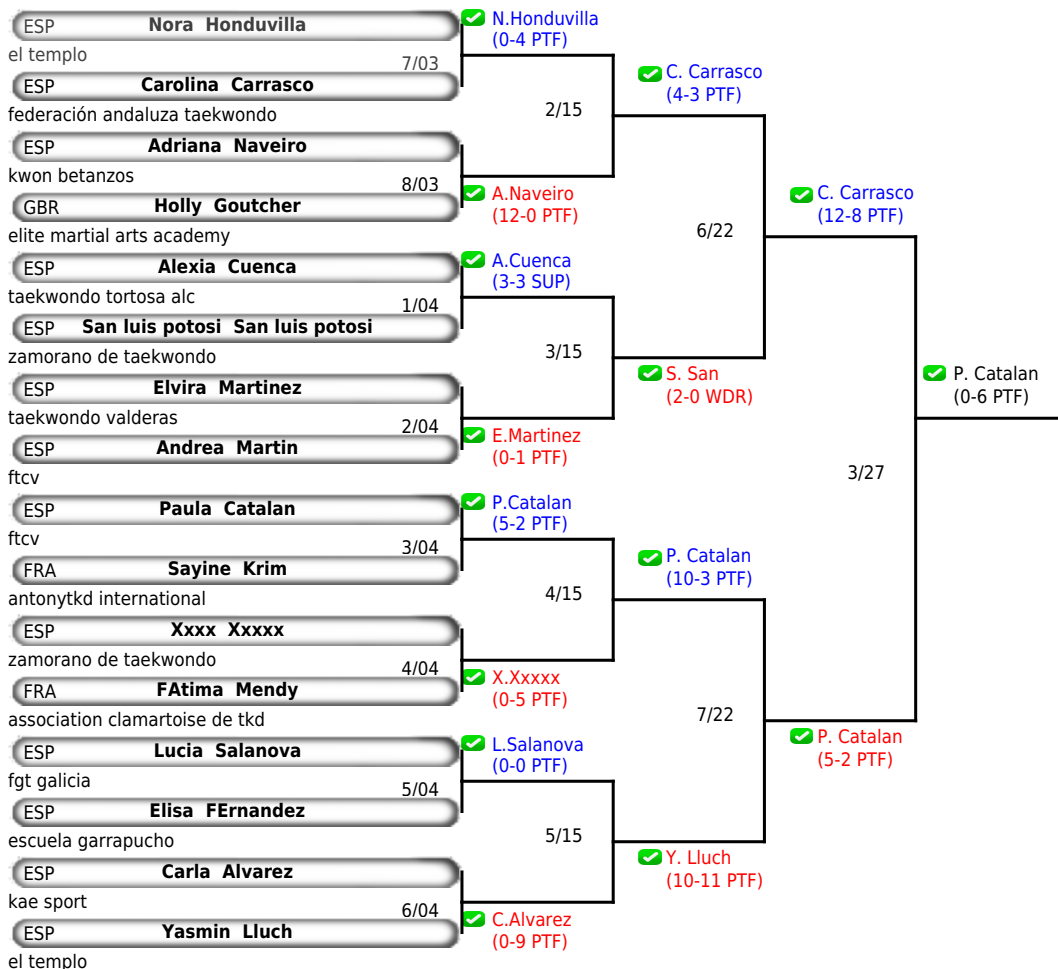 ESP Nora Honduvilla
el templo
7/03
ESP Carolina Carrasco
federación andaluza taekwondo
ESP Adriana Naveiro
kwon betanzos
8/03
GBR Holly Goutcher
elite martial arts academy
ESP Alexia Cuenca
taekwondo tortosa alc
1/04
ESP San luis potosi San luis potosi
zamorano de taekwondo
ESP Elvira Martinez
taekwondo valderas
2/04
ESP Andrea Martin
ftcv
ESP Paula Catalan
ftcv
3/04
FRA Sayine Krim
antonytkd international
ESP Xxxx Xxxxx
zamorano de taekwondo
4/04
FRA FAtima Mendy
association clamartoise de tkd
ESP Lucia Salanova
fgt galicia
5/04
ESP Elisa FErnandez
escuela garrapucho
ESP Carla Alvarez
kae sport
6/04
ESP Yasmin Lluch
el templo
N.Honduvilla
(0-4 PTF)
2/15
A.Naveiro
(12-0 PTF)
A.Cuenca
(3-3 SUP)
3/15
E.Martinez
(0-1 PTF)
P.Catalan
(5-2 PTF)
4/15
X.Xxxxx
(0-5 PTF)
L.Salanova
(0-0 PTF)
5/15
C.Alvarez
(0-9 PTF)
C. Carrasco
(4-3 PTF)
6/22
S. San
(2-0 WDR)
P. Catalan
(10-3 PTF)
7/22
Y. Lluch
(10-11 PTF)
C. Carrasco
(12-8 PTF)
3/27
P. Catalan
(5-2 PTF)
P. Catalan
(0-6 PTF)